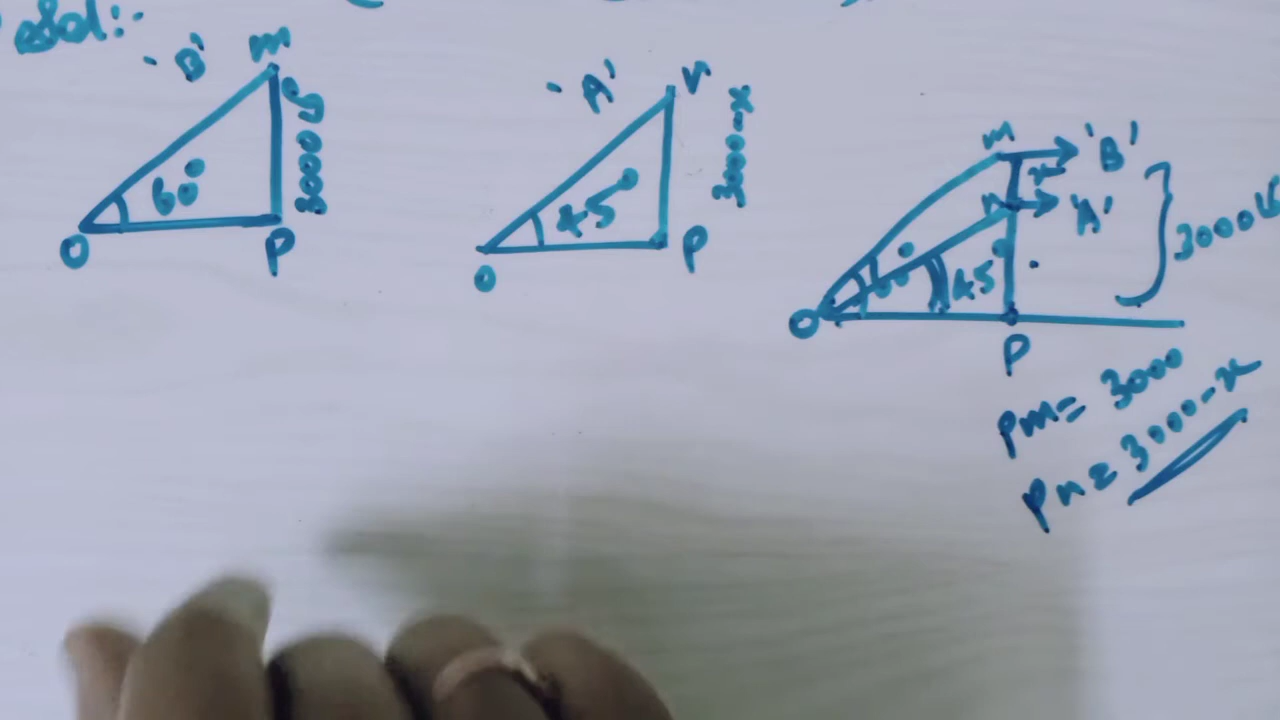 Sol:-
'B'
m
60°
3000
O
P
'A'
45°
3000-x
O
P
m
'B'
x
n
'A'
60°
45°
3000
O
P
pm= 3000
pn= 3000-x